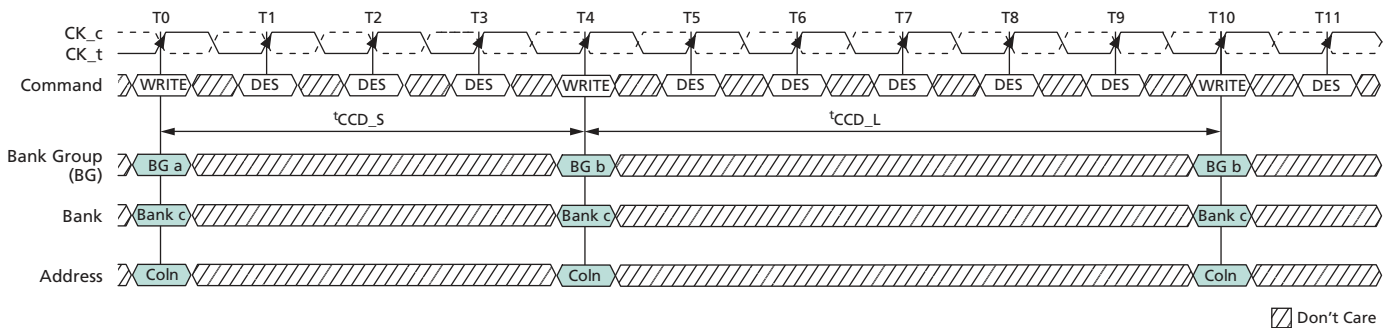 T0 T1 T2 T3 T4 T5 T6 T7 T8 T9 T10 T11
CK_c
CK_t
Command WRITE DES DES DES WRITE DES DES DES DES DES WRITE DES
tCCD_S tCCD_L
Bank Group
(BG) BG a BG b BG b
Bank Bank c Bank c Bank c
Address Coln Coln Coln
Don't Care